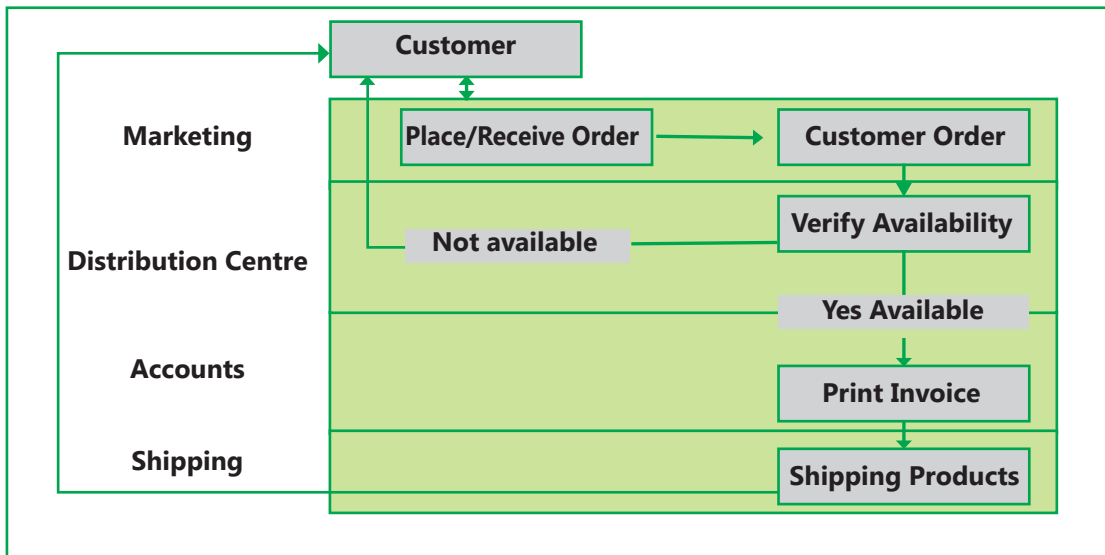 Customer
Marketing
Place/Receive Order
Customer Order
Verify Availability
Not available
Distribution Centre
Yes Available
Accounts
Print Invoice
Shipping
Shipping Products